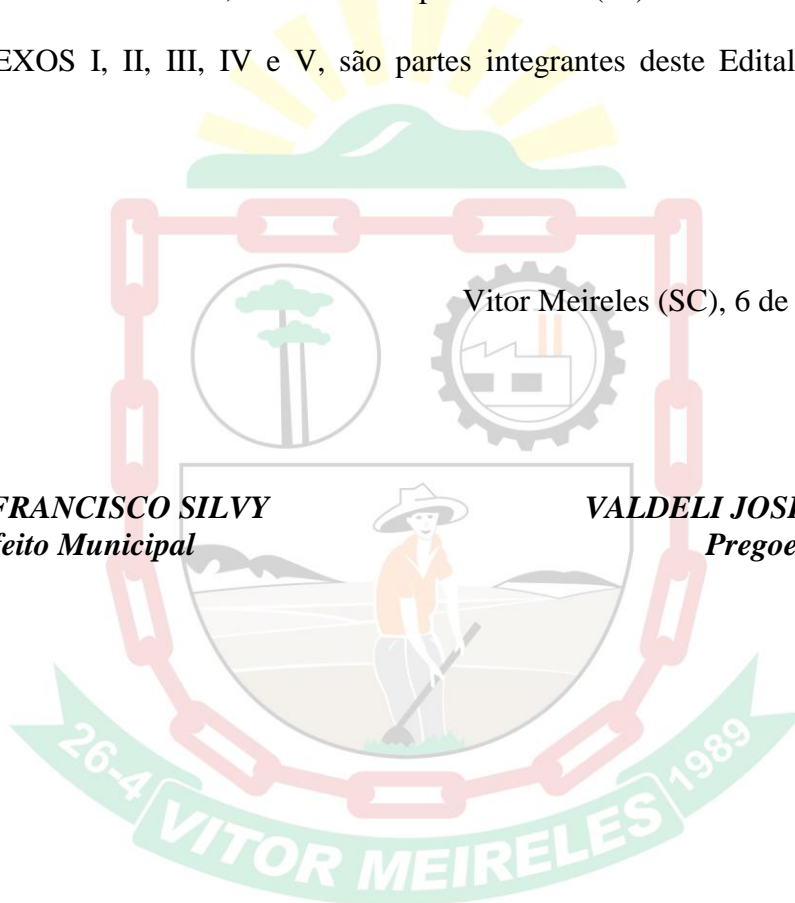 EXOS I, II, III, IV e V, são partes integrantes deste Edital
Vitor Meireles (SC), 6 de
FRANCISCO SILVY
VALDELI JOSE
feito Municipal
Pregoe
26-4
VITOR MEIRELES
1989